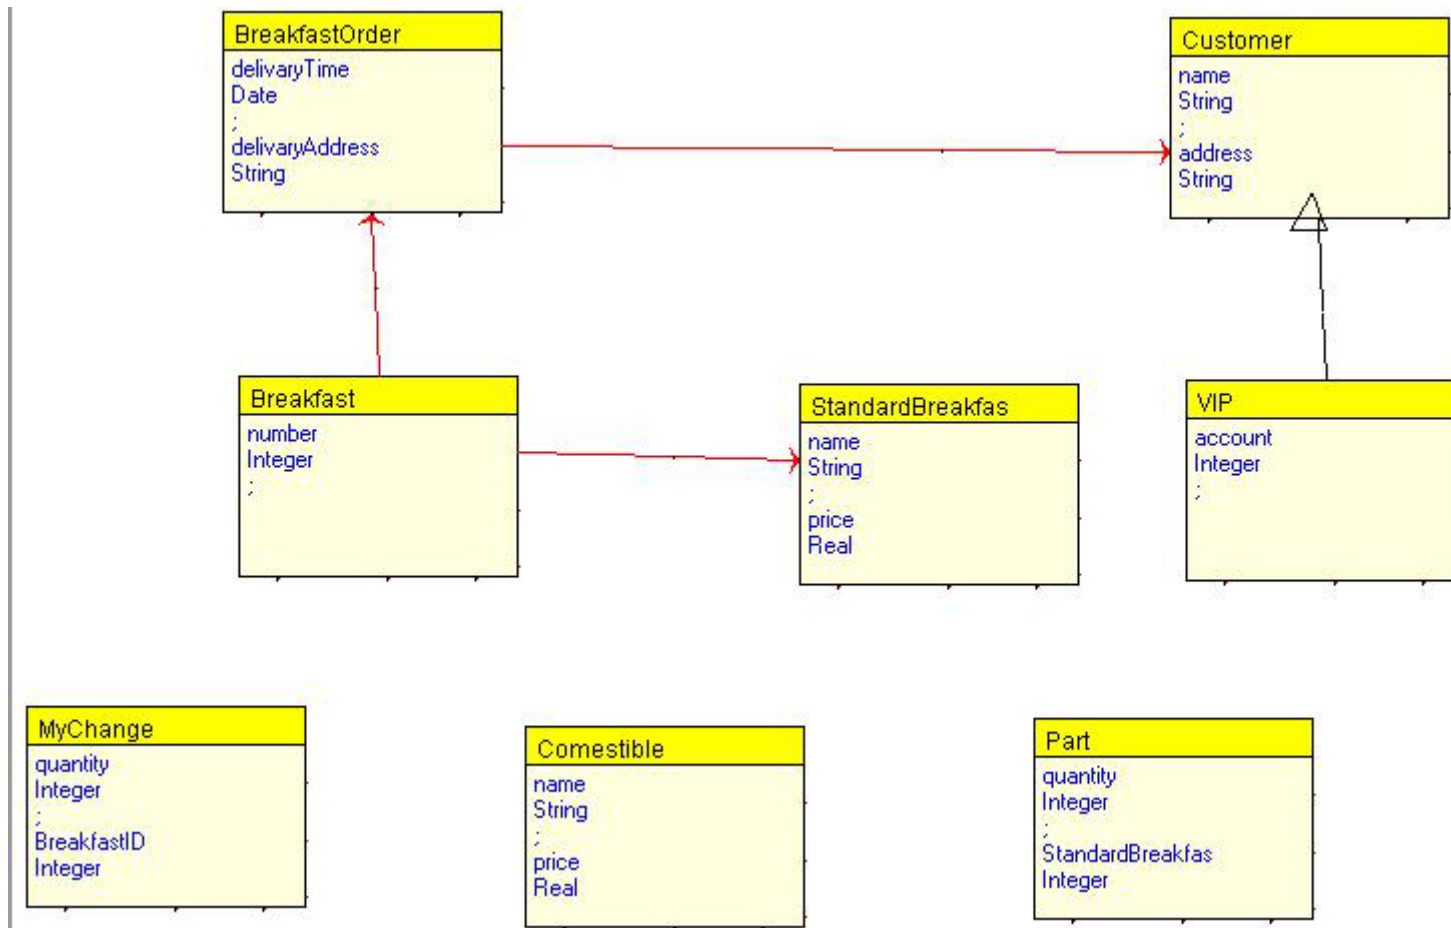 BreakfastOrder
delivaryTime
Date
;
delivaryAddress
String
Customer
name
String
;
address
String
Breakfast
number
Integer
;
StandardBreakfas
name
String
;
price
Real
VIP
account
Integer
;
MyChange
quantity
Integer
;
BreakfastID
Integer
Comestible
name
String
;
price
Real
Part
quantity
Integer
;
StandardBreakfas
Integer